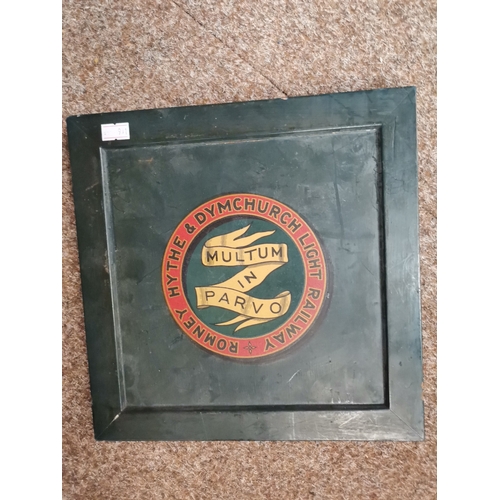 ROMNEY HYTHE & DYMCHURCH LIGHT RAILWAY
MULTUM
IN
PARVO